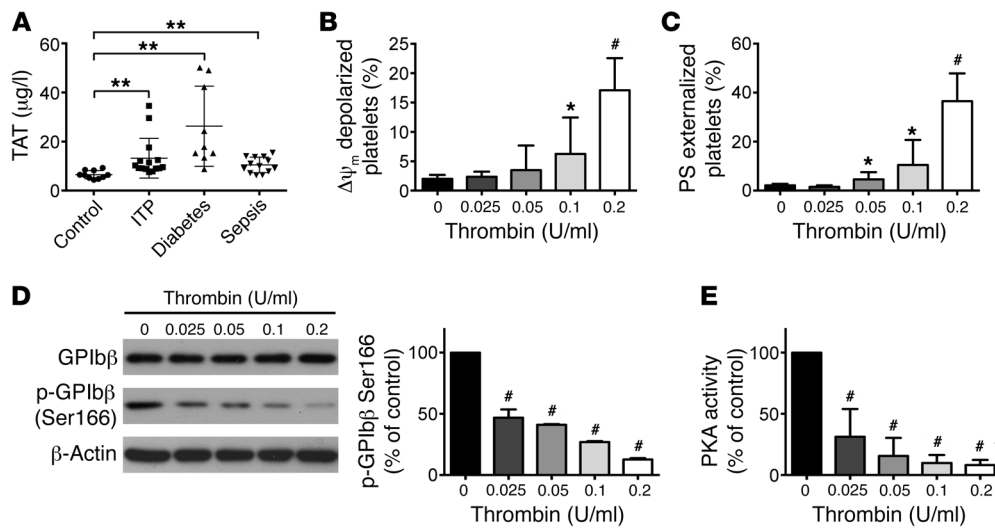 A
TAT (µg/l)
60
40
20
0
**
**
**
Control
ITP
Diabetes
Sepsis
B
Δψm depolarized
platelets (%)
25
20
15
10
5
0
*
#
0 0.025 0.05 0.1 0.2
Thrombin (U/ml)
C
PS externalized
platelets (%)
60
40
20
0
*
*
#
0 0.025 0.05 0.1 0.2
Thrombin (U/ml)
D
Thrombin (U/ml)
0 0.025 0.05 0.1 0.2
GPIbβ
p-GPIbβ
(Ser166)
β-Actin
p-GPIbβ Ser166
(% of control)
100
50
0
#
#
#
#
0 0.025 0.05 0.1 0.2
Thrombin (U/ml)
E
PKA activity
(% of control)
100
50
0
#
#
#
#
0 0.025 0.05 0.1 0.2
Thrombin (U/ml)